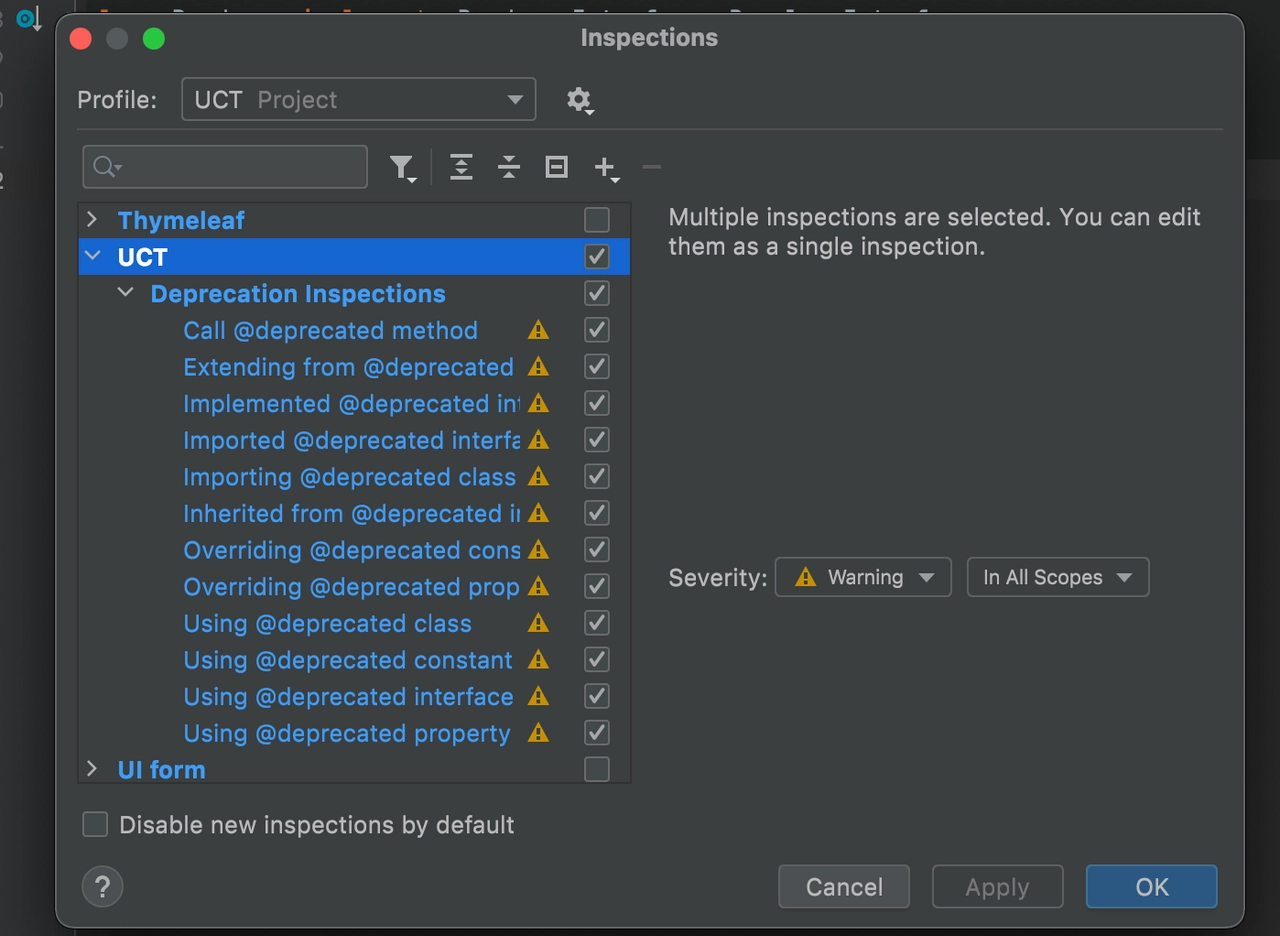 Inspections
Profile:
UCT Project
Thymeleaf
UCT
Deprecation Inspections
Call @deprecated method
Extending from @deprecated
Implemented @deprecated int
Imported @deprecated interfa
Importing @deprecated class
Inherited from @deprecated in
Overriding @deprecated cons
Overriding @deprecated prop
Using @deprecated class
Using @deprecated constant
Using @deprecated interface
Using @deprecated property
UI form
Multiple inspections are selected. You can edit
them as a single inspection.
Severity: Warning In All Scopes
Disable new inspections by default
?
Cancel Apply OK